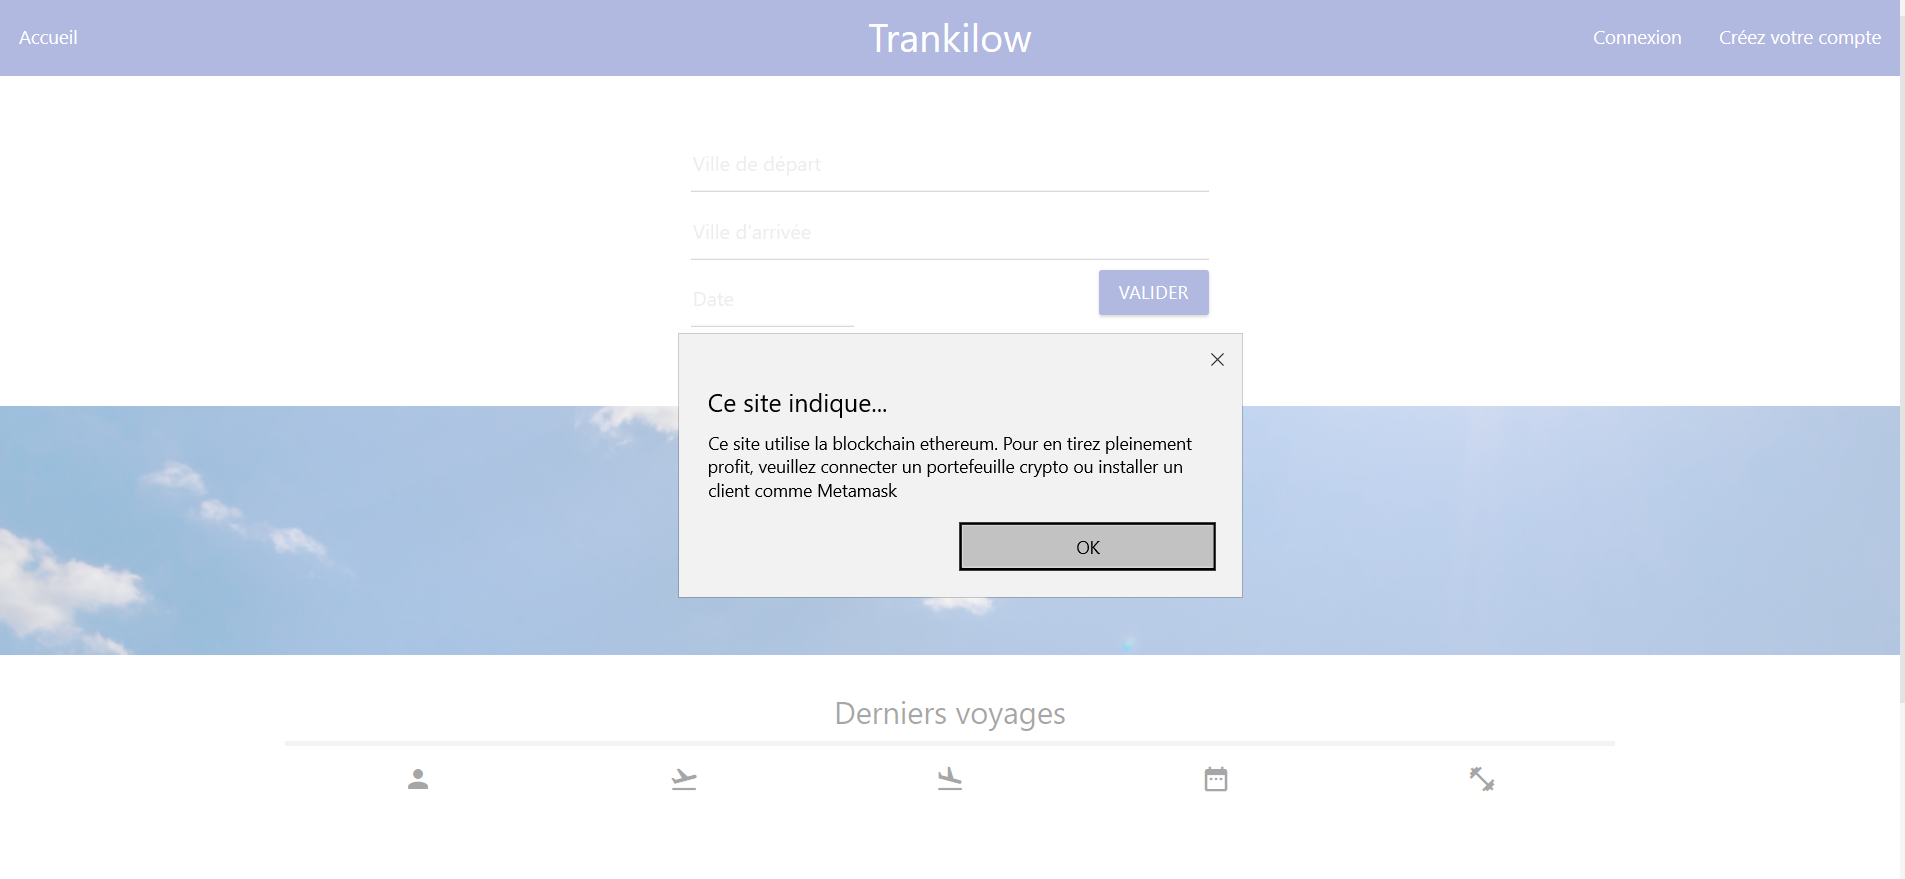 Accueil
Trankilow
Connexion
Créez votre compte
Ville de départ
Ville d'arrivée
Date
VALIDER
Ce site indique...
Ce site utilise la blockchain ethereum. Pour en tirez pleinement
profit, veuillez connecter un portefeuille crypto ou installer un
client comme Metamask
OK
Derniers voyages